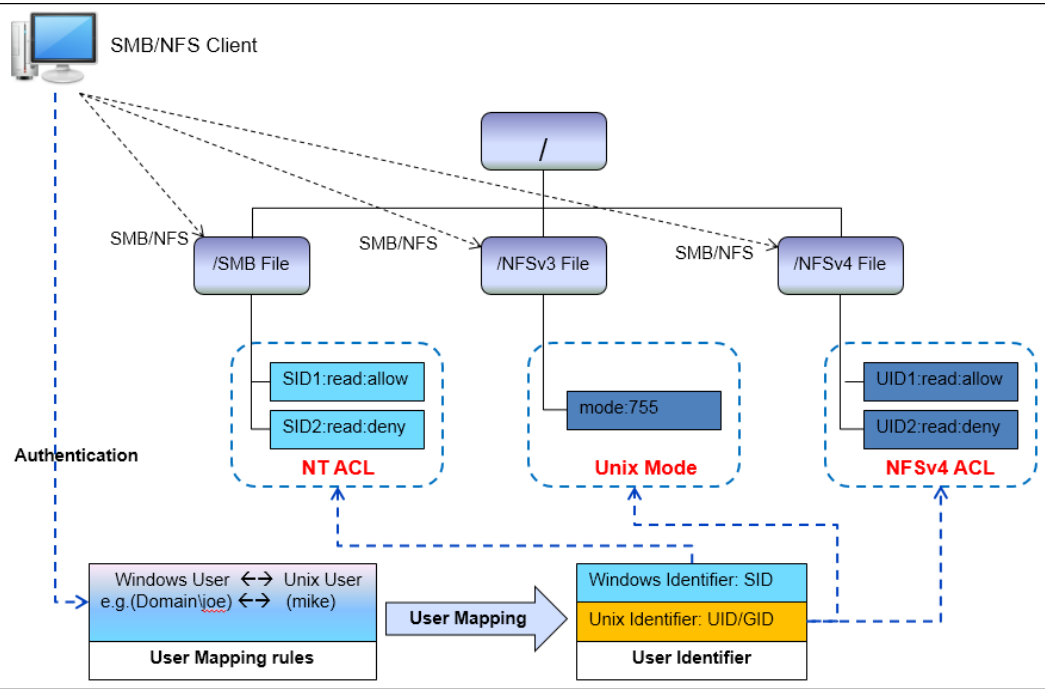 SMB/NFS Client
/
SMB/NFS
SMB/NFS
SMB/NFS
/SMB File
/NFSv3 File
/NFSv4 File
SID1:read:allow
SID2:read:deny
NT ACL
mode:755
Unix Mode
UID1:read:allow
UID2:read:deny
NFSv4 ACL
Authentication
Windows User ←→ Unix User
e.g.(Domain\joe) ←→ (mike)
User Mapping rules
User Mapping
Windows Identifier: SID
Unix Identifier: UID/GID
User Identifier